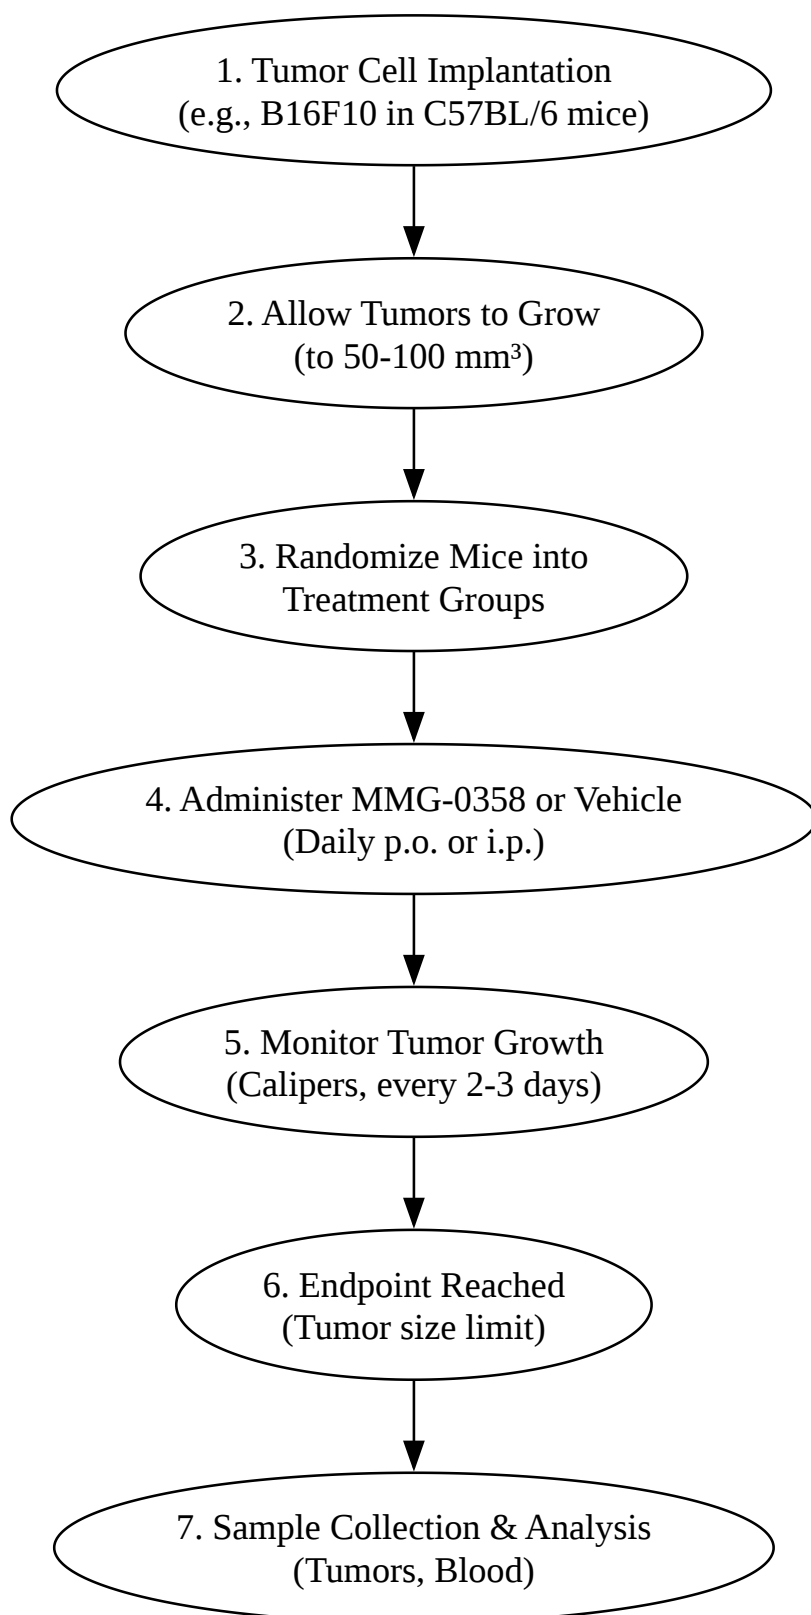 1. Tumor Cell Implantation
(e.g., B16F10 in C57BL/6 mice)
2. Allow Tumors to Grow
(to 50-100 mm³)
3. Randomize Mice into
Treatment Groups
4. Administer MMG-0358 or Vehicle
(Daily p.o. or i.p.)
5. Monitor Tumor Growth
(Calipers, every 2-3 days)
6. Endpoint Reached
(Tumor size limit)
7. Sample Collection & Analysis
(Tumors, Blood)